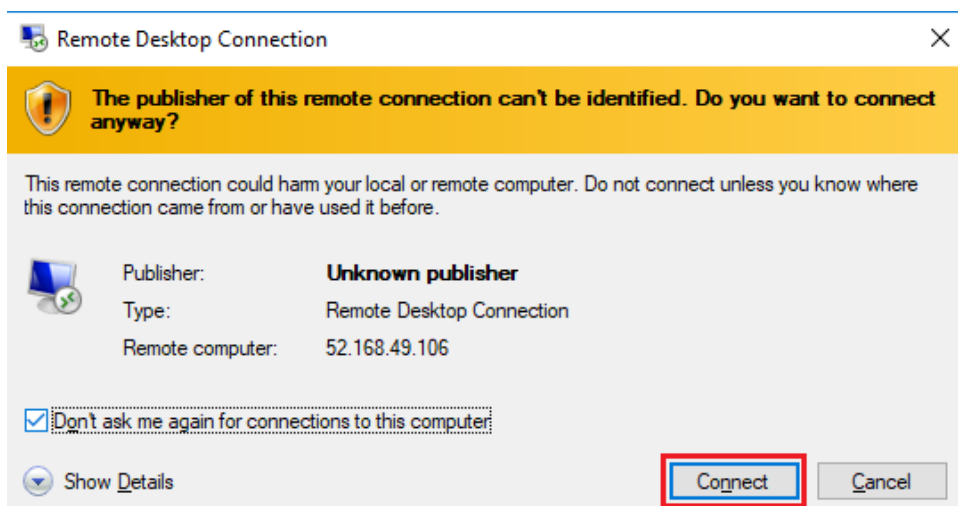 Remote Desktop Connection
The publisher of this remote connection can't be identified. Do you want to connect
anyway?
This remote connection could harm your local or remote computer. Do not connect unless you know where
this connection came from or have used it before.
Publisher: Unknown publisher
Type: Remote Desktop Connection
Remote computer: 52.168.49.106
Don't ask me again for connections to this computer
Show Details Connect Cancel